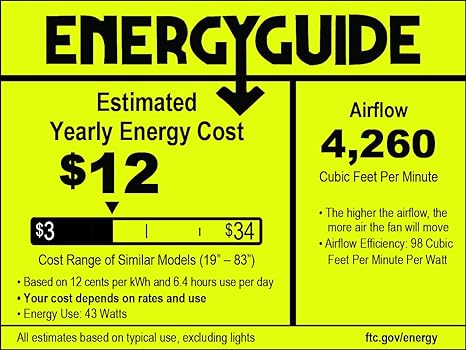 ENERGYGUIDE
Estimated
Yearly Energy Cost
$12
$3
$34
Cost Range of Similar Models (19" – 83")
• Based on 12 cents per kWh and 6.4 hours use per day
• Your cost depends on rates and use
• Energy Use: 43 Watts
Airflow
4,260
Cubic Feet Per Minute
• The higher the airflow, the
more air the fan will move
• Airflow Efficiency: 98 Cubic
Feet Per Minute Per Watt
All estimates based on typical use, excluding lights
ftc.gov/energy